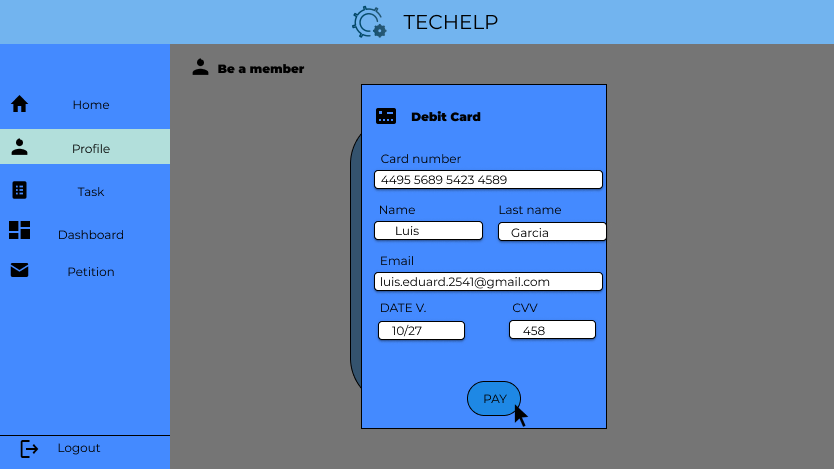 TECHELP
Be a member
Home
Profile
Task
Dashboard
Petition
Logout
Debit Card
Card number
4495 5689 5423 4589
Name Last name
Luis Garcia
Email
luis.eduard.2541@gmail.com
DATE V. CVV
10/27 458
PAY